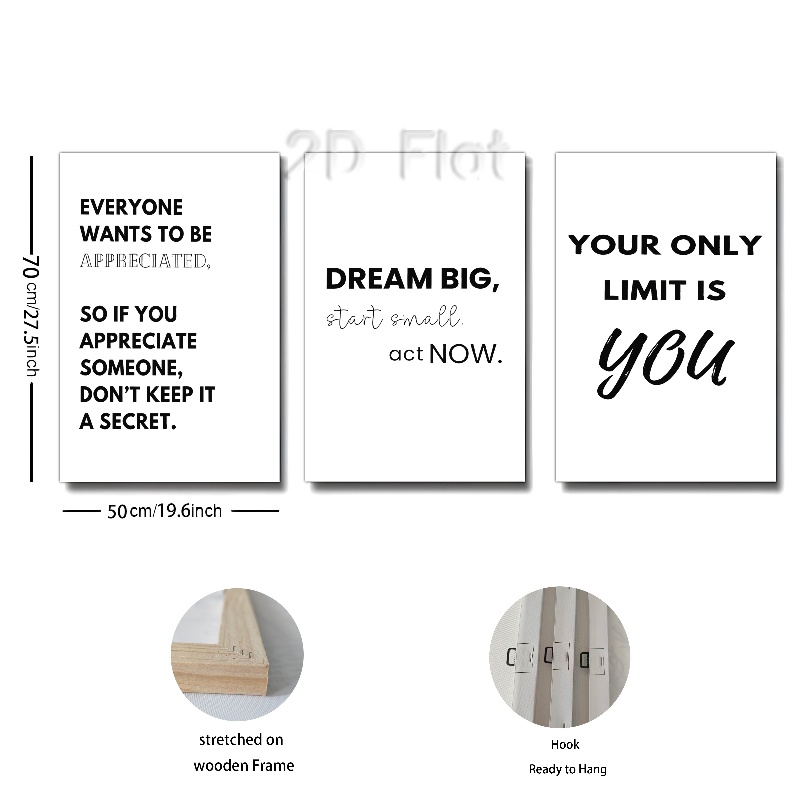 2D Flat
EVERYONE
WANTS TO BE
APPRECIATED,
SO IF YOU
APPRECIATE
SOMEONE,
DON'T KEEP IT
A SECRET.
DREAM BIG,
start small.
act NOW.
YOUR ONLY
LIMIT IS
YOU
70 cm/27.5inch
50cm/19.6inch
stretched on
wooden Frame
Hook
Ready to Hang